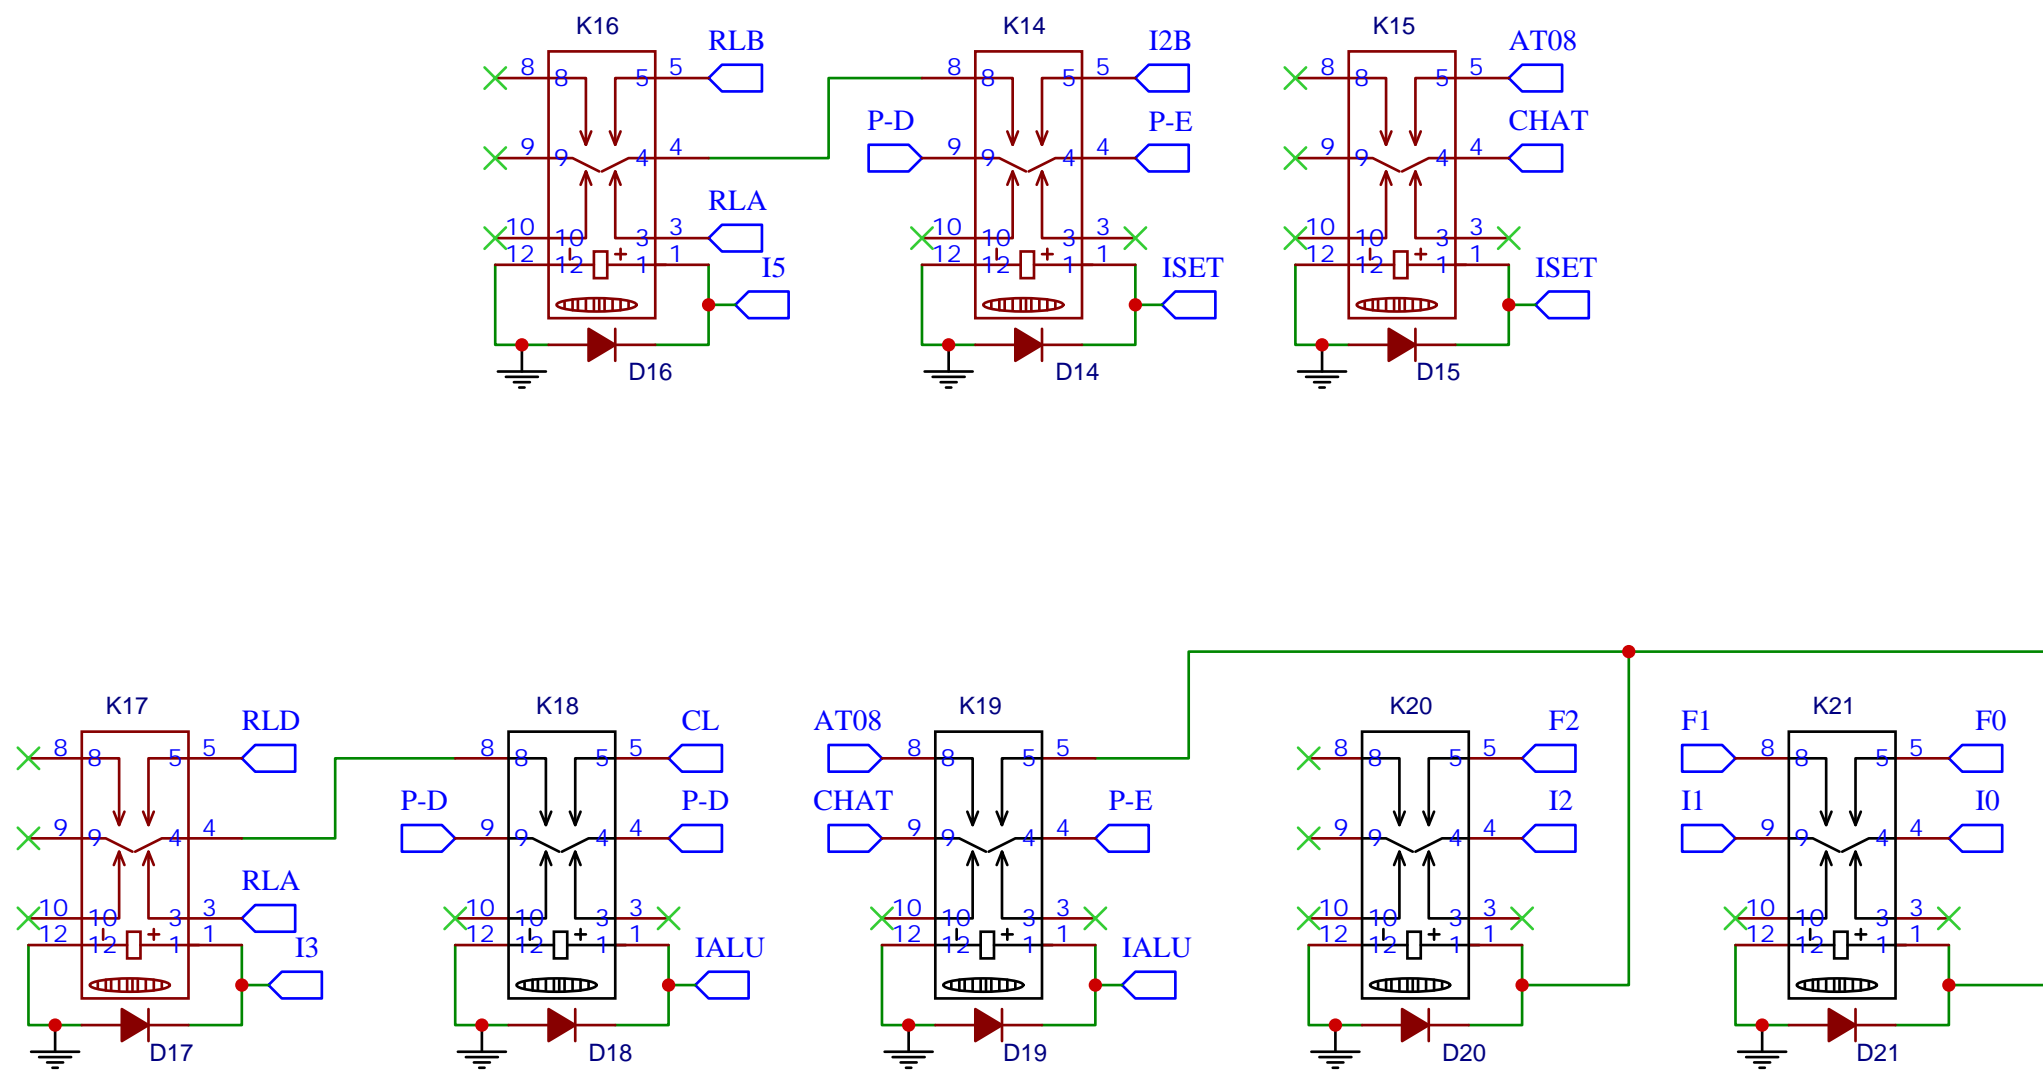 K16 K14 K15
RLB I2B AT08
8 8 5 5 8 8 5 5 8 8 5 5
P-D P-E CHAT
9 9 4 4 9 9 4 4 9 9 4 4
RLA
10 10 3 3 10 10 3 3 10 10 3 3
12 12 - + 1 1 12 12 - + 1 1 12 12 - + 1 1
I5 ISET ISET
D16 D14 D15
K17 K18 K19 K20 K21
RLD CL AT08 F2 F1 F0
8 8 5 5 8 8 5 5 8 8 5 5 8 8 5 5 8 8 5 5
P-D P-D CHAT P-E I2 I1 I0
9 9 4 4 9 9 4 4 9 9 4 4 9 9 4 4 9 9 4 4
RLA
10 10 3 3 10 10 3 3 10 10 3 3 10 10 3 3 10 10 3 3
12 12 - + 1 1 12 12 - + 1 1 12 12 - + 1 1 12 12 - + 1 1 12 12 - + 1 1
I3 IALU IALU
D17 D18 D19 D20 D21